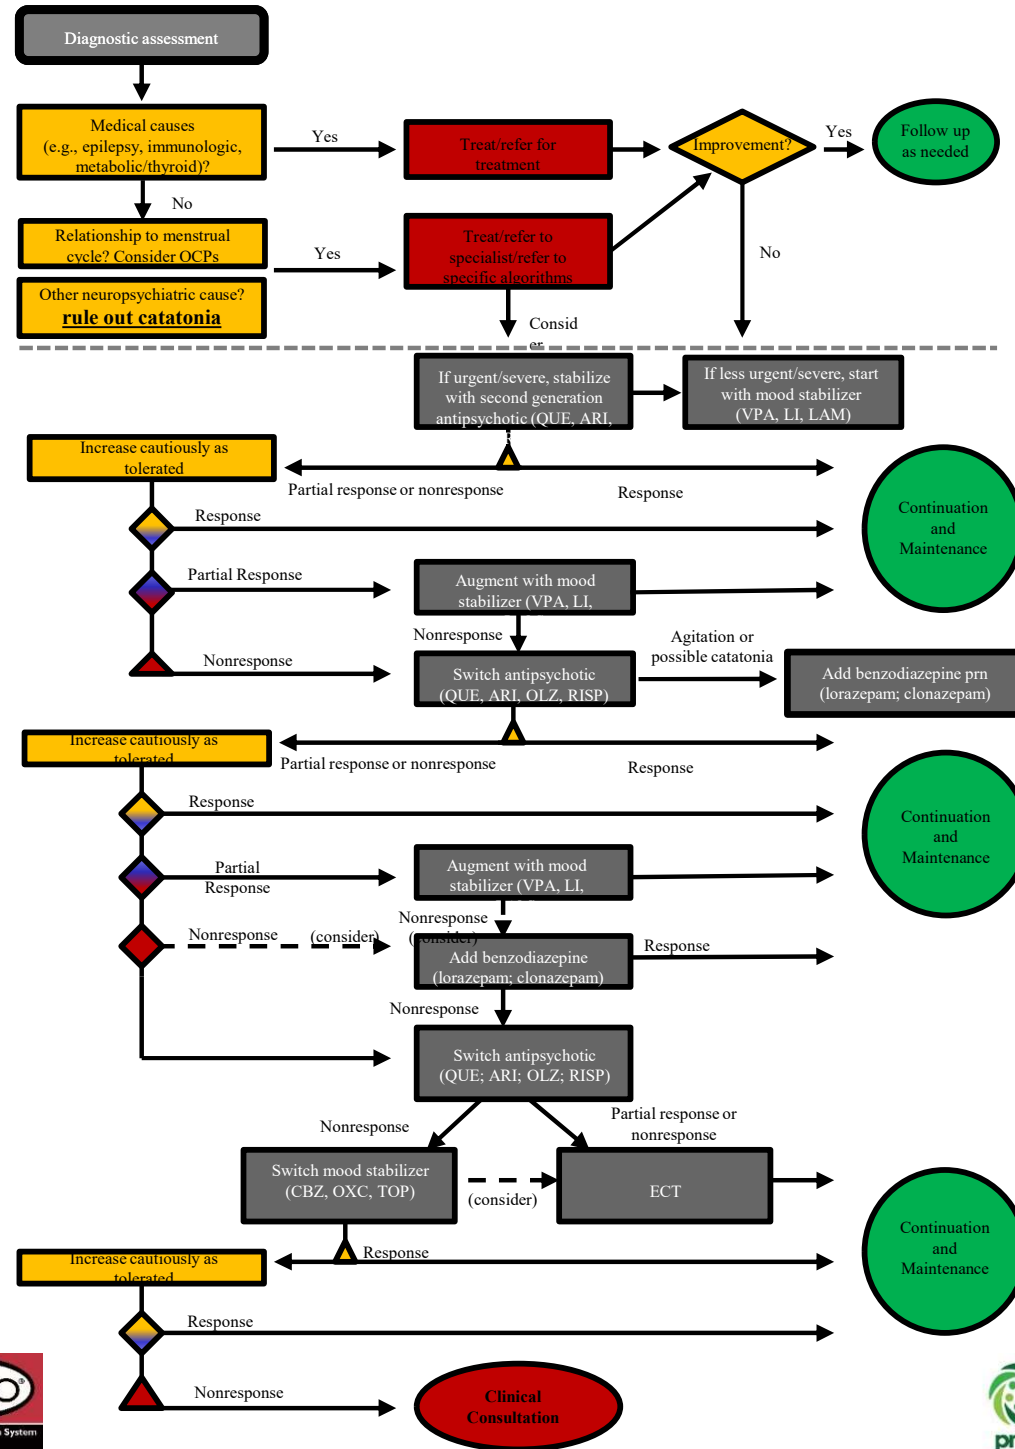 Diagnostic assessment
Medical causes
(e.g., epilepsy, immunologic,
metabolic/thyroid)?
Yes
Treat/refer for
treatment
Improvement?
Yes
Follow up
as needed
No
Relationship to menstrual
cycle? Consider OCPs
Yes
Treat/refer to
specialist/refer to
specific algorithms
No
Other neuropsychiatric cause?
rule out catatonia
Consid
er
If urgent/severe, stabilize
with second generation
antipsychotic (QUE, ARI,
If less urgent/severe, start
with mood stabilizer
(VPA, LI, LAM)
Increase cautiously as
tolerated
Partial response or nonresponse
Response
Continuation
and
Maintenance
Response
Partial Response
Augment with mood
stabilizer (VPA, LI,
Nonresponse
Agitation or
possible catatonia
Nonresponse
Switch antipsychotic
(QUE, ARI, OLZ, RISP)
Add benzodiazepine prn
(lorazepam; clonazepam)
Increase cautiously as
tolerated
Partial response or nonresponse
Response
Continuation
and
Maintenance
Response
Partial
Response
Augment with mood
stabilizer (VPA, LI,
Nonresponse
(consider)
Nonresponse
(consider)
Add benzodiazepine
(lorazepam; clonazepam)
Response
Nonresponse
Switch antipsychotic
(QUE; ARI; OLZ; RISP)
Nonresponse
Partial response or
nonresponse
Switch mood stabilizer
(CBZ, OXC, TOP)
(consider)
ECT
Continuation
and
Maintenance
Increase cautiously as
tolerated
Response
Response
Nonresponse
Clinical
Consultation
System